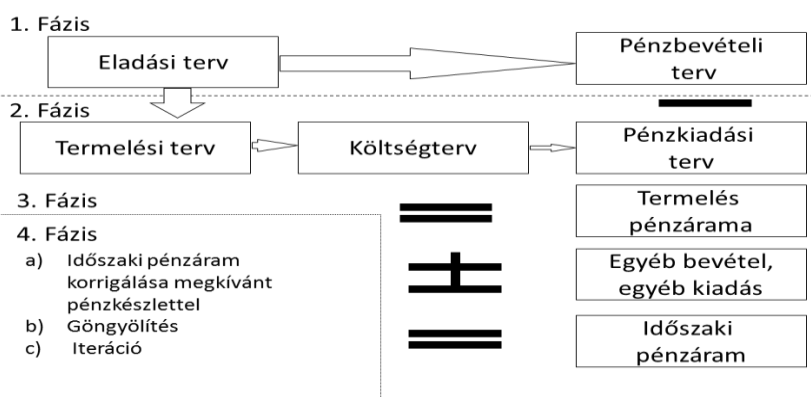 1. Fázis
Eladási terv
Pénzbevételi
terv
2. Fázis
Termelési terv
Költségterv
Pénzkiadási
terv
3. Fázis
Termelés
pénzárama
4. Fázis
a) Időszaki pénzáram
korrigálása megkívánt
pénzkészlettel
b) Göngyölítés
c) Iteráció
Egyéb bevétel,
egyéb kiadás
Időszaki
pénzáram